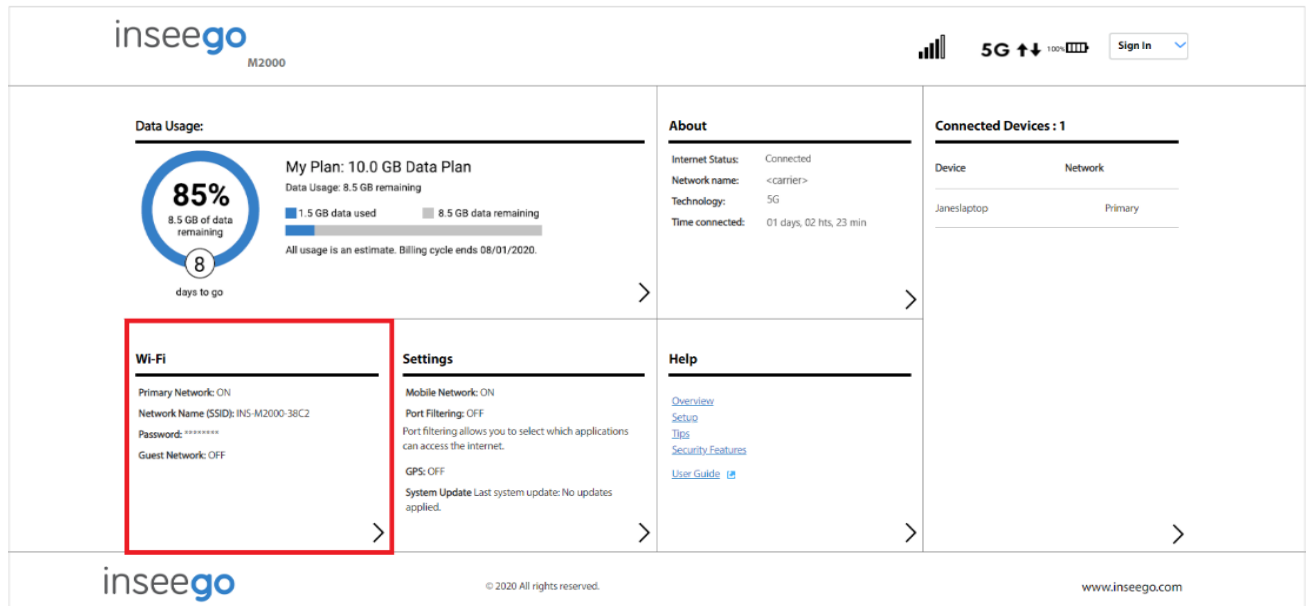 inseego
M2000
5G 100% Sign In
Data Usage:
85%
8.5 GB of data
remaining
8
days to go
My Plan: 10.0 GB Data Plan
Data Usage: 8.5 GB remaining
1.5 GB data used 8.5 GB data remaining
All usage is an estimate. Billing cycle ends 08/01/2020.
About
Internet Status: Connected
Network name: <carrier>
Technology: 5G
Time connected: 01 days, 02 hts, 23 min
Connected Devices : 1
Device Network
Janeslaptop Primary
Wi-Fi
Primary Network: ON
Network Name (SSID): INS-M2000-38C2
Password: ********
Guest Network: OFF
Settings
Mobile Network: ON
Port Filtering: OFF
Port filtering allows you to select which applications
can access the internet.
GPS: OFF
System Update Last system update: No updates
applied.
Help
Overview
Setup
Tips
Security Features
User Guide
inseego
© 2020 All rights reserved.
www.inseego.com